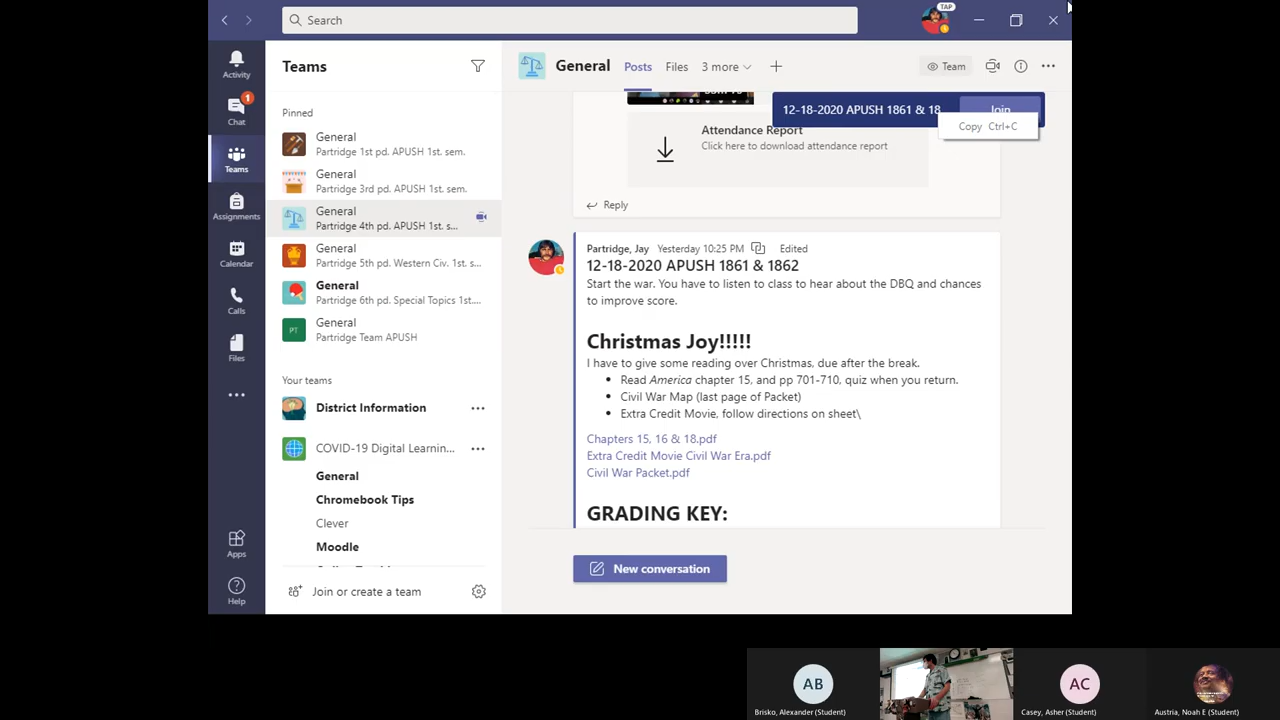 Search
TAP
Activity
1
Chat
Teams
Assignments
Calendar
Calls
Files
Apps
Help
Teams
Pinned
General
Partridge 1st pd. APUSH 1st. sem.
General
Partridge 3rd pd. APUSH 1st. sem.
General
Partridge 4th pd. APUSH 1st. s...
General
Partridge 5th pd. Western Civ. 1st. s...
General
Partridge 6th pd. Special Topics 1st....
General
PT
Partridge Team APUSH
Your teams
District Information
COVID-19 Digital Learnin...
General
Chromebook Tips
Clever
Moodle
Join or create a team
General
Posts
Files
3 more
Team
12-18-2020 APUSH 1861 & 18
Join
Copy Ctrl+C
Attendance Report
Click here to download attendance report
Reply
Partridge, Jay Yesterday 10:25 PM Edited
12-18-2020 APUSH 1861 & 1862
Start the war. You have to listen to class to hear about the DBQ and chances
to improve score.
Christmas Joy!!!!!
I have to give some reading over Christmas, due after the break.
• Read America chapter 15, and pp 701-710, quiz when you return.
• Civil War Map (last page of Packet)
• Extra Credit Movie, follow directions on sheet\
Chapters 15, 16 & 18.pdf
Extra Credit Movie Civil War Era.pdf
Civil War Packet.pdf
GRADING KEY:
New conversation
AB
Brisko, Alexander (Student)
AC
Casey, Asher (Student)
Austria, Noah E (Student)